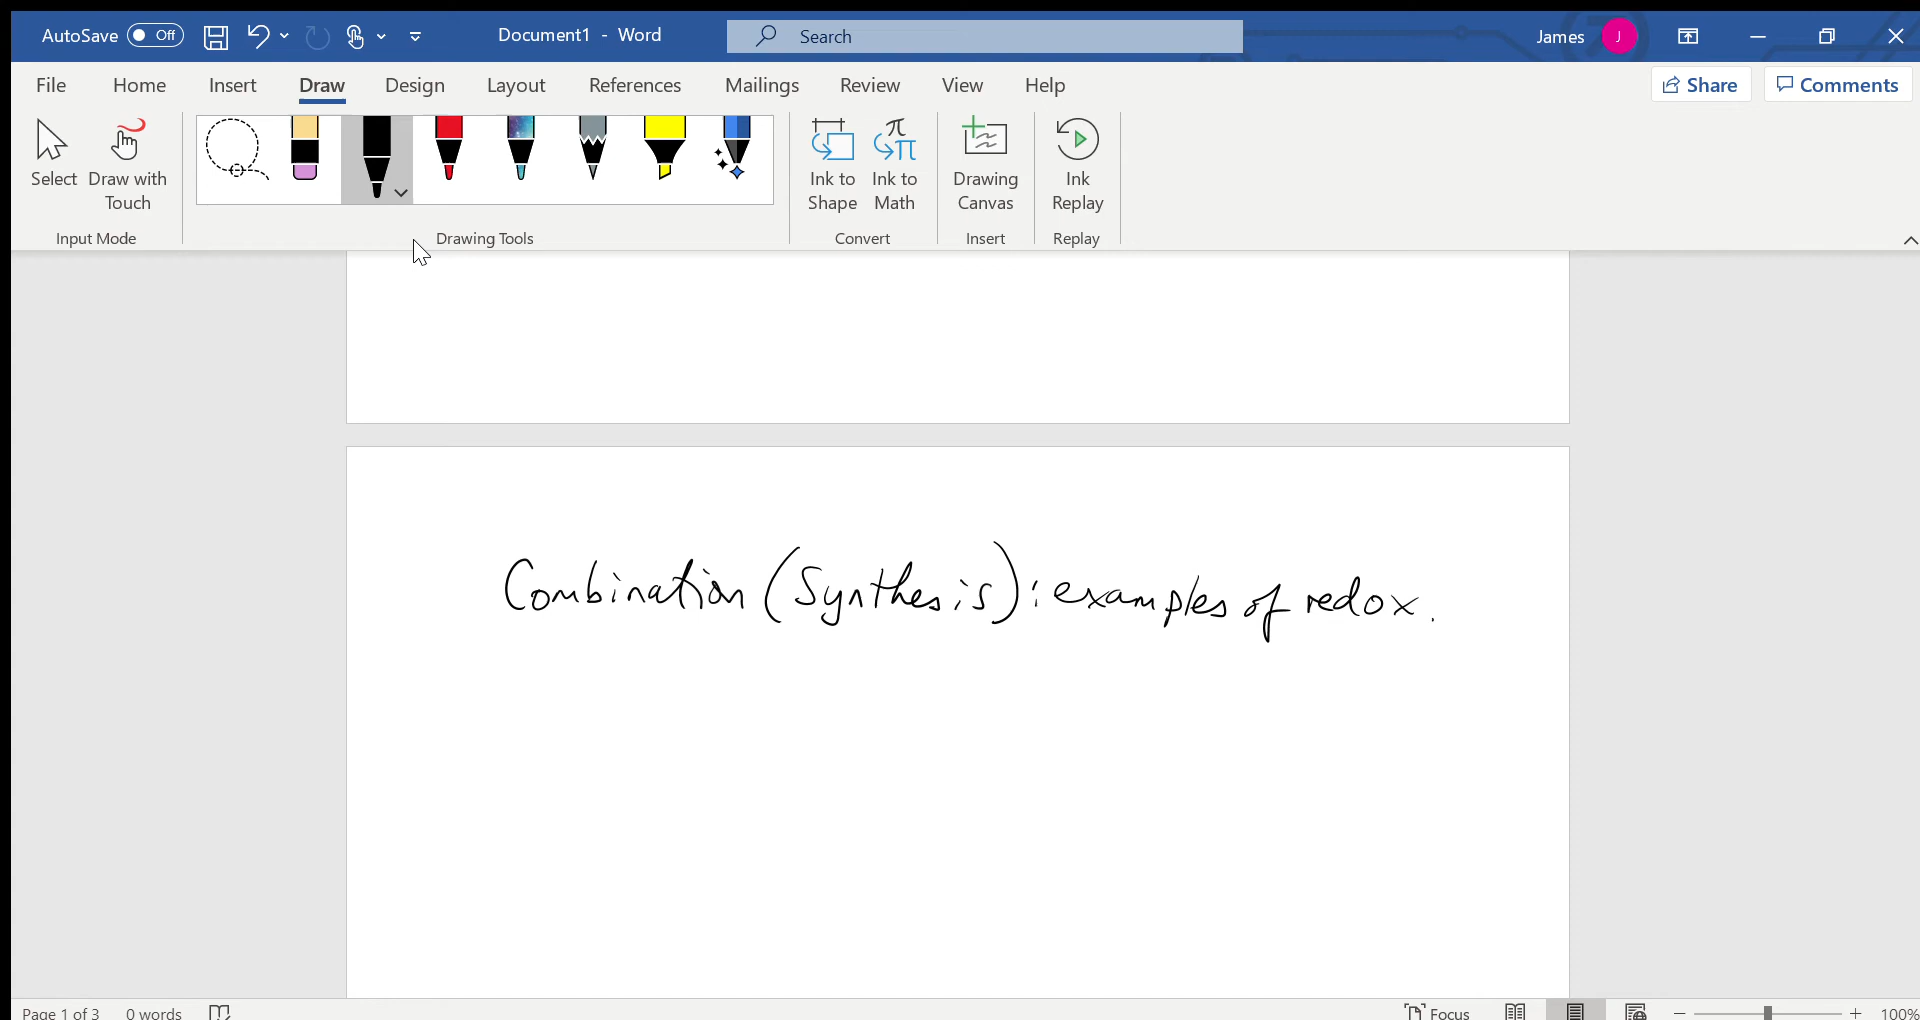 AutoSave Off Document1 - Word Search James J
File Home Insert Draw Design Layout References Mailings Review View Help Share Comments
Select Draw with Touch Ink to Shape Ink to Math Drawing Canvas Ink Replay
Input Mode Drawing Tools Convert Insert Replay
Combination (Synthesis): examples of redox.
Page 1 of 3 0 words Focus 100%